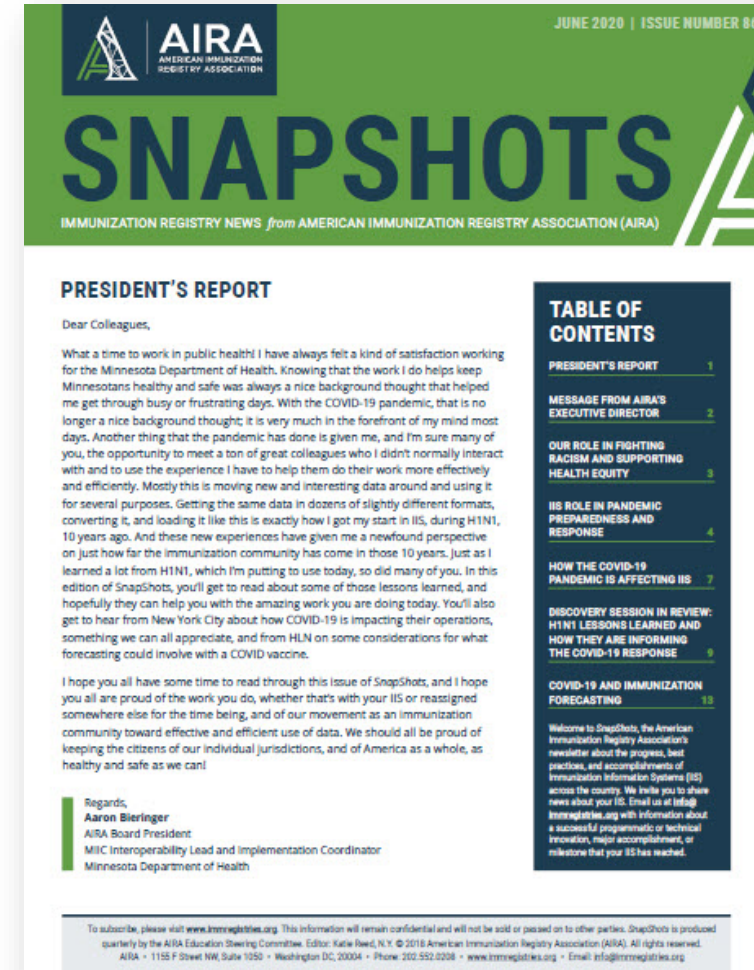 JUNE 2020 | ISSUE NUMBER 86
AIRA
AMERICAN IMMUNIZATION
REGISTRY ASSOCIATION
SNAPSHOTS
IMMUNIZATION REGISTRY NEWS from AMERICAN IMMUNIZATION REGISTRY ASSOCIATION (AIRA)
PRESIDENT'S REPORT
Dear Colleagues,
What a time to work in public health! I have always felt a kind of satisfaction working
for the Minnesota Department of Health. Knowing that the work I do helps keep
Minnesotans healthy and safe was always a nice background thought that helped
me get through busy or frustrating days. With the COVID-19 pandemic, that is no
longer a nice background thought; it is very much in the forefront of my mind most
days. Another thing that the pandemic has done is given me, and I'm sure many of
you, the opportunity to meet a ton of great colleagues who I didn't normally interact
with and to use the experience I have to help them do their work more effectively
and efficiently. Mostly this is moving new and interesting data around and using it
for several purposes. Getting the same data in dozens of slightly different formats,
converting it, and loading it like this is exactly how I got my start in IIS, during H1N1,
10 years ago. And these new experiences have given me a newfound perspective
on just how far the immunization community has come in those 10 years. Just as I
learned a lot from H1N1, which I'm putting to use today, so did many of you. In this
edition of SnapShots, you'll get to read about some of those lessons learned, and
hopefully they can help you with the amazing work you are doing today. You'll also
get to hear from New York City about how COVID-19 is impacting their operations,
something we can all appreciate, and from HLN on some considerations for what
forecasting could involve with a COVID vaccine.
I hope you all have some time to read through this issue of SnapShots, and I hope
you all are proud of the work you do, whether that's with your IIS or reassigned
somewhere else for the time being, and of our movement as an immunization
community toward effective and efficient use of data. We should all be proud of
keeping the citizens of our individual jurisdictions, and of America as a whole, as
healthy and safe as we can!
Regards,
Aaron Bieringer
AIRA Board President
MIIC Interoperability Lead and Implementation Coordinator
Minnesota Department of Health
TABLE OF
CONTENTS
PRESIDENT'S REPORT 1
MESSAGE FROM AIRA'S
EXECUTIVE DIRECTOR 2
OUR ROLE IN FIGHTING
RACISM AND SUPPORTING
HEALTH EQUITY 3
IIS ROLE IN PANDEMIC
PREPAREDNESS AND
RESPONSE 4
HOW THE COVID-19
PANDEMIC IS AFFECTING IIS 7
DISCOVERY SESSION IN REVIEW:
H1N1 LESSONS LEARNED AND
HOW THEY ARE INFORMING
THE COVID-19 RESPONSE 9
COVID-19 AND IMMUNIZATION
FORECASTING 13
Welcome to SnapShots, the American
Immunization Registry Association's
newsletter about the progress, best
practices, and accomplishments of
Immunization Information Systems (IIS)
across the country. We invite you to share
news about your IIS. Email us at info@
immregistries.org with information about
a successful programmatic or technical
innovation, major accomplishment, or
milestone that your IIS has reached.
To subscribe, please visit www.immregistries.org. This information will remain confidential and will not be sold or passed on to other parties. SnapShots is produced
quarterly by the AIRA Education Steering Committee. Editor: Katie Reed, N.Y. © 2018 American Immunization Registry Association (AIRA). All rights reserved.
AIRA • 1155 F Street NW, Suite 1050 • Washington DC, 20004 • Phone: 202.552.0208 • www.immregistries.org • Email: info@immregistries.org